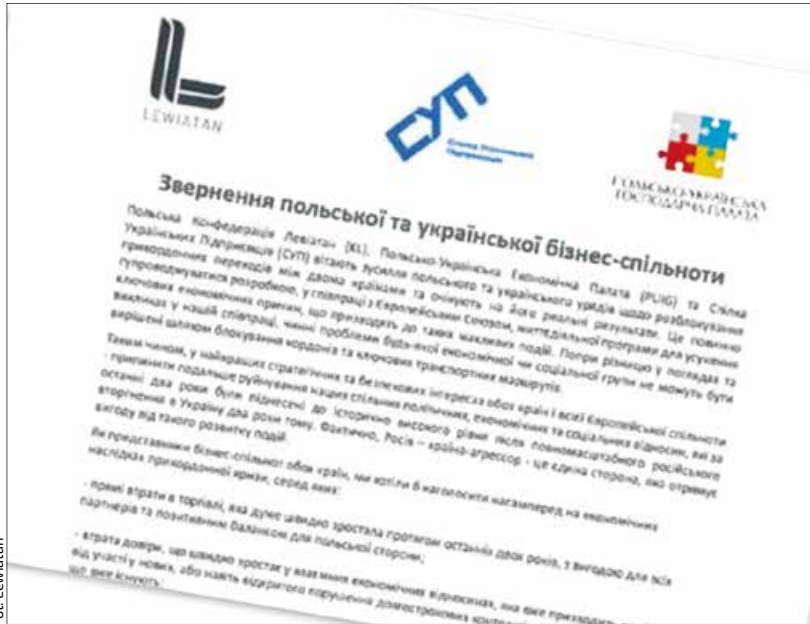 LEWIATAN
СУП
Спілка Українських
Підприємців
ПОЛЬСЬКО-УКРАЇНСЬКА
ГОСПОДАРЧА ПАЛАТА
Звернення польської та української бізнес-спільноти
Польська Конфедерація Левіатан (KL), Польсько-Українська Економічна Палата (PUIG) та Спілка
Українських Підприємців (СУП) вітають зусилля польського та українського урядів щодо розблокування
прикордонних переходів між двома країнами та очікують на його реальні результати. Це повинно
супроводжуватися розробкою, у співпраці з Європейським Союзом, життєдіяльної програми для усунення
ключових економічних причин, що призводять до таких жахливих подій. Попри різницю у поглядах та
викликах у нашій співпраці, чинні проблеми будь-якої економічної чи соціальної групи не можуть бути
вирішені шляхом блокування кордонів та ключових транспортних маршрутів.
Таким чином, у найкращих стратегічних та безпекових інтересах обох країн і всієї Європейської спільноти
- припинити подальше руйнування наших спільних політичних, економічних та соціальних відносин, які за
останні два роки були піднесені до історично високого рівня після повномасштабного російського
вторгнення в Україну два роки тому. Фактично, Росія – країна-агрессор - це єдина сторона, яка отримує
вигоду від такого розвитку подій.
Як представники бізнес-спільнот обох країн, ми хотіли б наголосити насамперед на економічних
наслідках прикордонної кризи, серед яких:
- прямі втрати в торгівлі, яка дуже швидко зростала протягом останніх двох років, з вигодою для всіх
партнерів та позитивним балансом для польської сторони;
- втрата довіри, що швидко зростає у взаємних економічних відносинах, яка вже призводить
від участі у нових, або навіть відкритого порушення довгострокових
що вже існують;
Lewiatan